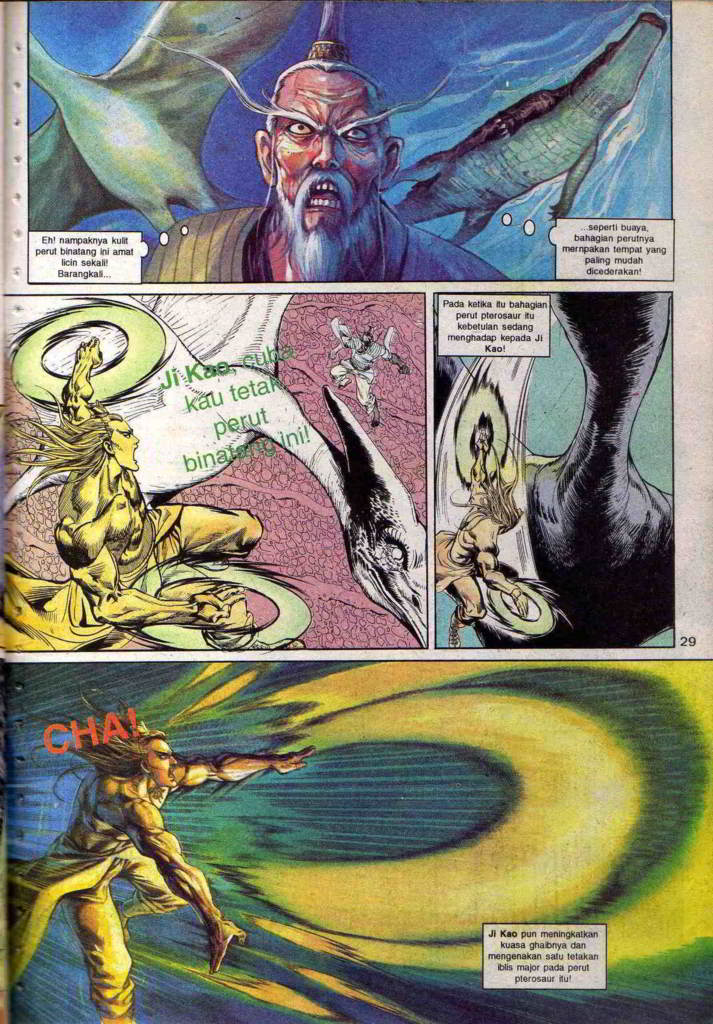 Eh! nampaknya kulit
perut binatang ini amat
licin sekali!
Barangkali...
...seperti buaya,
bahagian perutnya
mernpakan tempat yang
paling mudah
dicederakan!
Ji Kao, cuba
kau tetak
perut
binatang ini!
Pada ketika itu bahagian
perut pterosaur itu
kebetulan sedang
menghadap kepada Ji
Kao!
29
CHA!
Ji Kao pun meningkatkan
kuasa ghaibnya dan
mengenakan satu tetakan
iblis major pada perut
pterosaur itu!